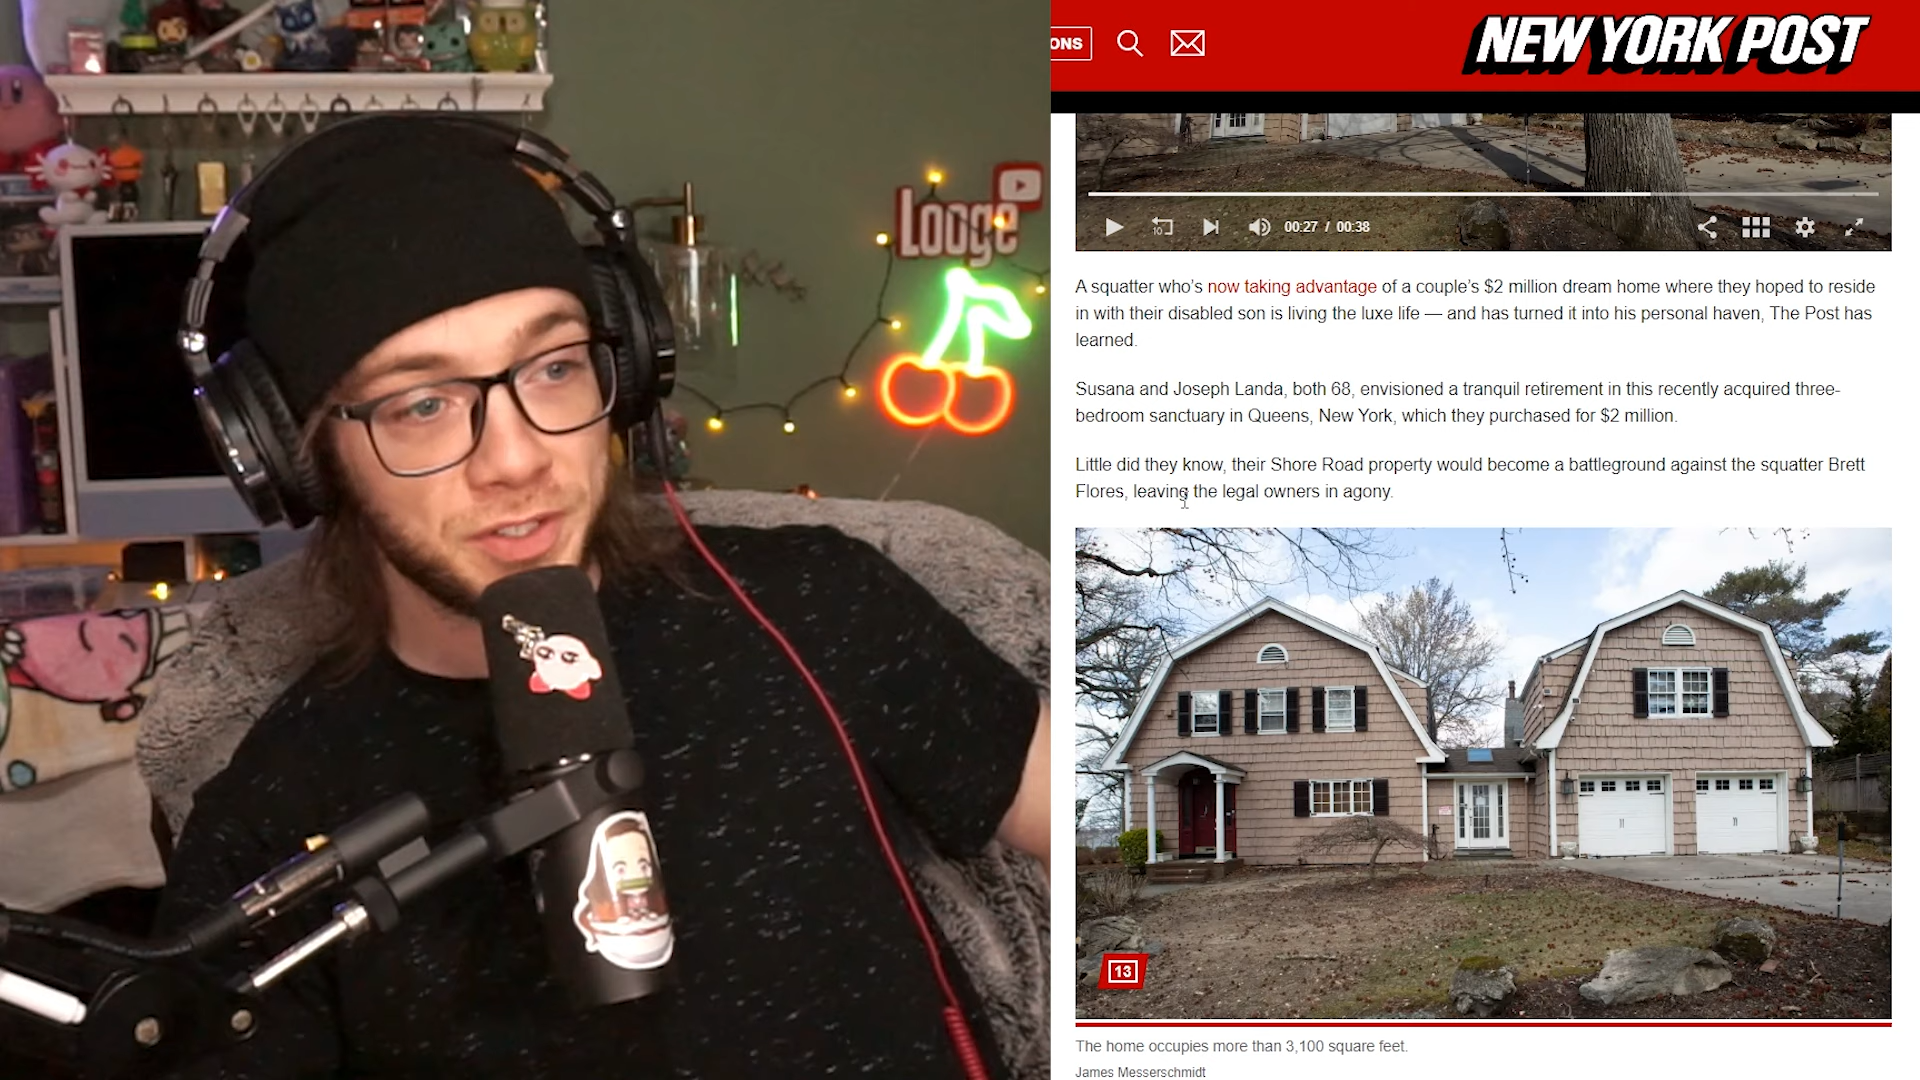 Looge
ONS
NEW YORK POST
00:27 / 00:38
10
A squatter who's now taking advantage of a couple's $2 million dream home where they hoped to reside
in with their disabled son is living the luxe life — and has turned it into his personal haven, The Post has
learned.
Susana and Joseph Landa, both 68, envisioned a tranquil retirement in this recently acquired three-
bedroom sanctuary in Queens, New York, which they purchased for $2 million.
Little did they know, their Shore Road property would become a battleground against the squatter Brett
Flores, leaving the legal owners in agony.
13
The home occupies more than 3,100 square feet.
James Messerschmidt